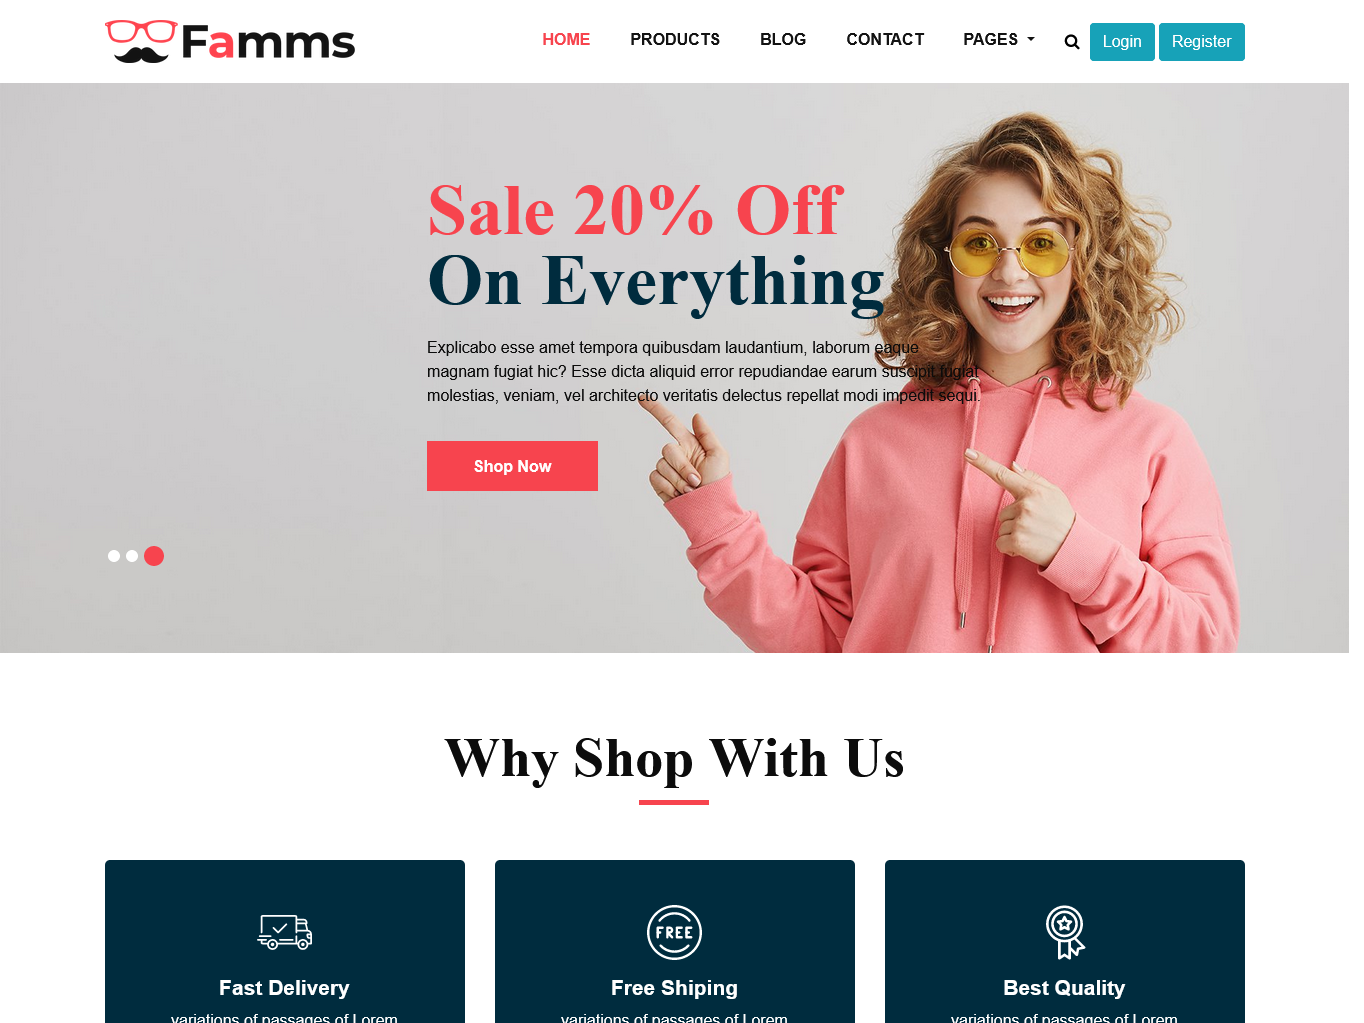 Famms
HOME PRODUCTS BLOG CONTACT PAGES Login Register
Sale 20% Off
On Everything
Explicabo esse amet tempora quibusdam laudantium, laborum eaque
magnam fugiat hic? Esse dicta aliquid error repudiandae earum suscipit fugiat
molestias, veniam, vel architecto veritatis delectus repellat modi impedit sequi.
Shop Now
Why Shop With Us
FREE
Fast Delivery Free Shiping Best Quality
variations of passages of Lorem variations of passages of Lorem variations of passages of Lorem